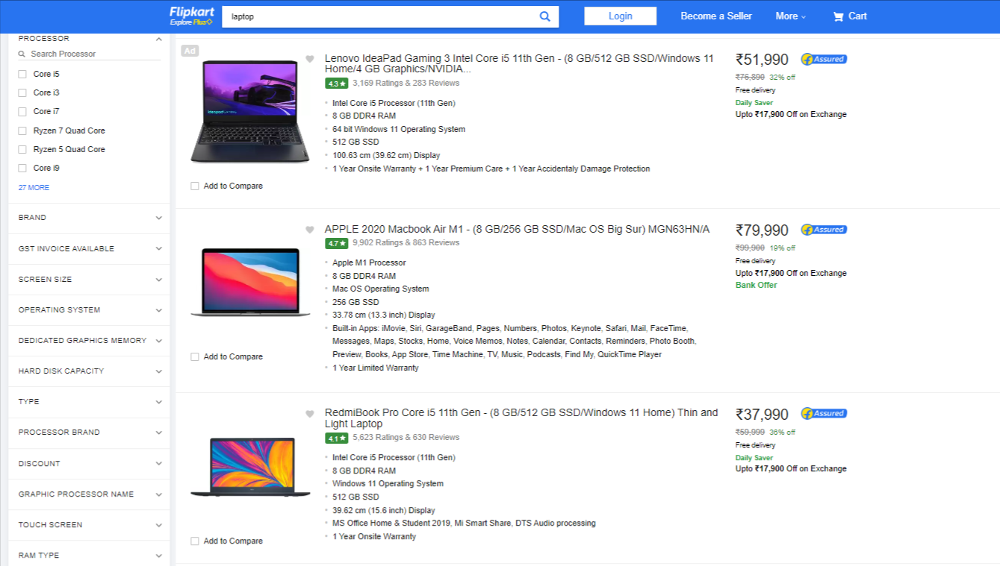 Flipkart
Explore Plus
laptop
Login
Become a Seller
More
Cart
PROCESSOR
Search Processor
Core i5
Core i3
Core i7
Ryzen 7 Quad Core
Ryzen 5 Quad Core
Core i9
27 MORE
BRAND
GST INVOICE AVAILABLE
SCREEN SIZE
OPERATING SYSTEM
DEDICATED GRAPHICS MEMORY
HARD DISK CAPACITY
TYPE
PROCESSOR BRAND
DISCOUNT
GRAPHIC PROCESSOR NAME
TOUCH SCREEN
RAM TYPE
Ad
Add to Compare
Lenovo IdeaPad Gaming 3 Intel Core i5 11th Gen - (8 GB/512 GB SSD/Windows 11
Home/4 GB Graphics/NVIDIA...
4.3★ 3,169 Ratings & 283 Reviews
Intel Core i5 Processor (11th Gen)
8 GB DDR4 RAM
64 bit Windows 11 Operating System
512 GB SSD
100.63 cm (39.62 cm) Display
1 Year Onsite Warranty + 1 Year Premium Care + 1 Year Accidentaly Damage Protection
₹51,990 Assured
₹76,890 32% off
Free delivery
Daily Saver
Upto ₹17,900 Off on Exchange
Add to Compare
APPLE 2020 Macbook Air M1 - (8 GB/256 GB SSD/Mac OS Big Sur) MGN63HN/A
4.7★ 9,902 Ratings & 863 Reviews
Apple M1 Processor
8 GB DDR4 RAM
Mac OS Operating System
256 GB SSD
33.78 cm (13.3 inch) Display
Built-in Apps: iMovie, Siri, GarageBand, Pages, Numbers, Photos, Keynote, Safari, Mail, FaceTime,
Messages, Maps, Stocks, Home, Voice Memos, Notes, Calendar, Contacts, Reminders, Photo Booth,
Preview, Books, App Store, Time Machine, TV, Music, Podcasts, Find My, QuickTime Player
1 Year Limited Warranty
₹79,990 Assured
₹99,900 19% off
Free delivery
Upto ₹17,900 Off on Exchange
Bank Offer
Add to Compare
RedmiBook Pro Core i5 11th Gen - (8 GB/512 GB SSD/Windows 11 Home) Thin and
Light Laptop
4.1★ 5,623 Ratings & 630 Reviews
Intel Core i5 Processor (11th Gen)
8 GB DDR4 RAM
Windows 11 Operating System
512 GB SSD
39.62 cm (15.6 inch) Display
MS Office Home & Student 2019, Mi Smart Share, DTS Audio processing
1 Year Onsite Warranty
₹37,990 Assured
₹59,999 36% off
Free delivery
Daily Saver
Upto ₹17,900 Off on Exchange